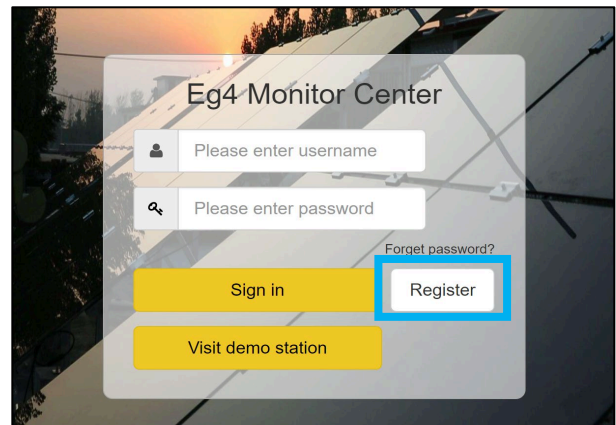 Eg4 Monitor Center
Please enter username
Please enter password
Forget password?
Sign in
Register
Visit demo station